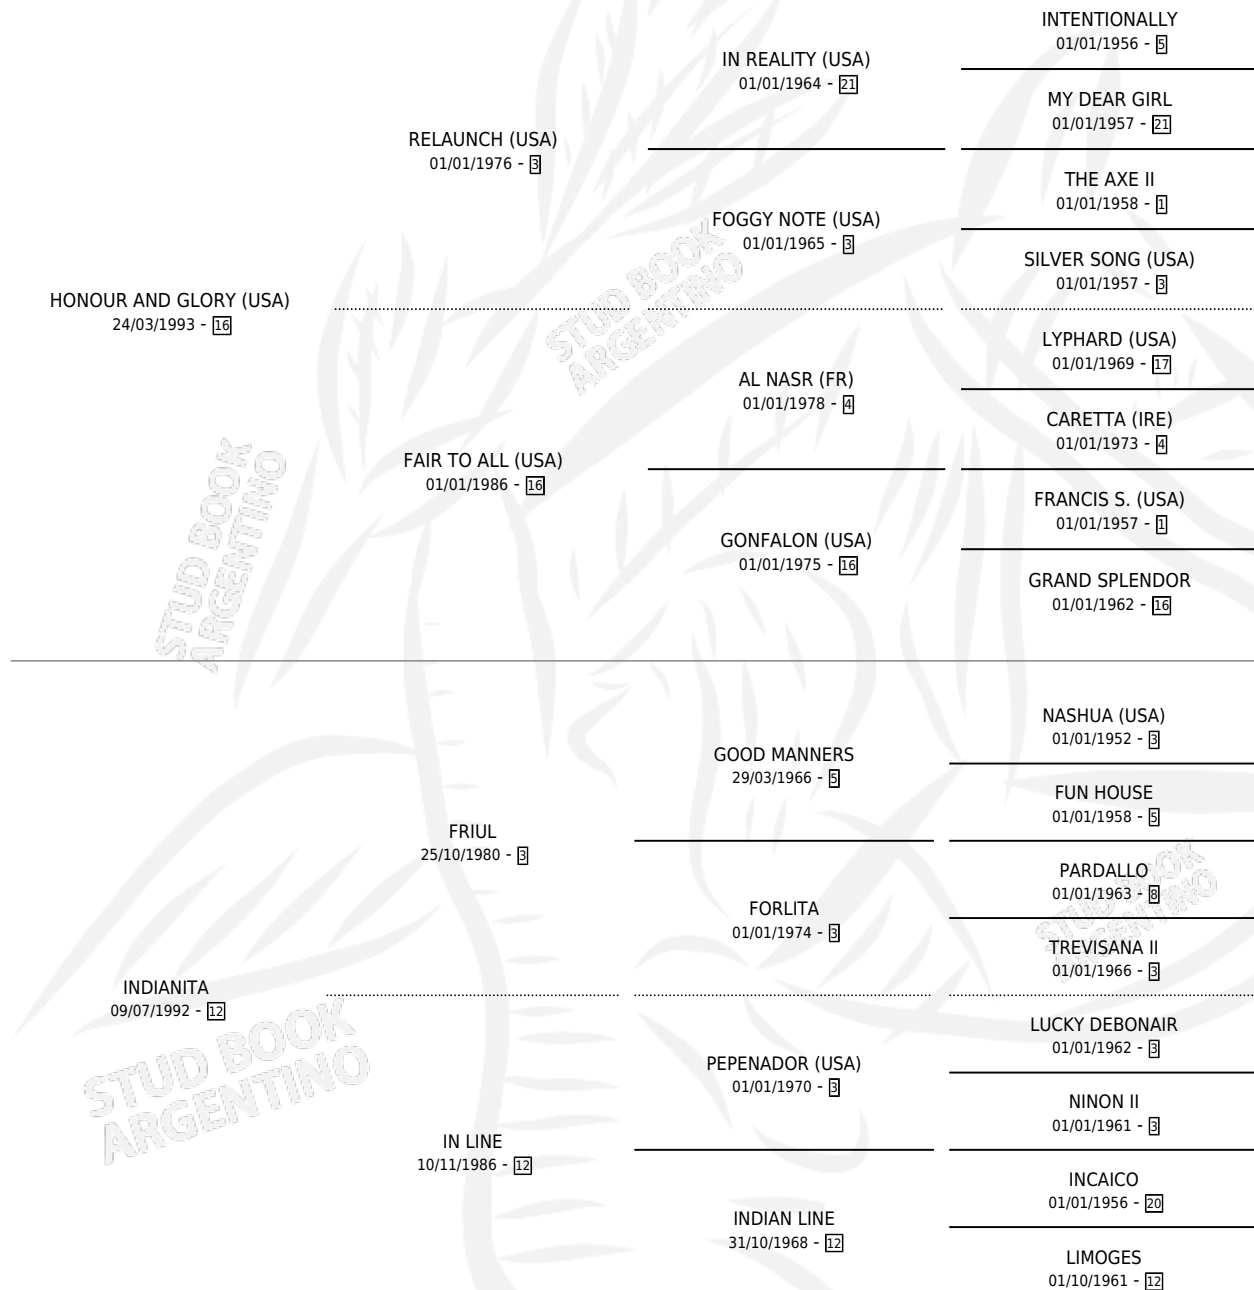 INTENTIONALLY
01/01/1956 - 5
IN REALITY (USA)
01/01/1964 - 21
MY DEAR GIRL
01/01/1957 - 21
RELAUNCH (USA)
01/01/1976 - 3
THE AXE II
01/01/1958 - 1
FOGGY NOTE (USA)
01/01/1965 - 3
SILVER SONG (USA)
01/01/1957 - 3
HONOUR AND GLORY (USA)
24/03/1993 - 16
LYPHARD (USA)
01/01/1969 - 17
AL NASR (FR)
01/01/1978 - 4
CARETTA (IRE)
01/01/1973 - 4
FAIR TO ALL (USA)
01/01/1986 - 16
FRANCIS S. (USA)
01/01/1957 - 1
GONFALON (USA)
01/01/1975 - 16
GRAND SPLENDOR
01/01/1962 - 16
NASHUA (USA)
01/01/1952 - 3
GOOD MANNERS
29/03/1966 - 5
FUN HOUSE
01/01/1958 - 5
FRIUL
25/10/1980 - 3
PARDALLO
01/01/1963 - 8
FORLITA
01/01/1974 - 3
TREVISANA II
01/01/1966 - 3
INDIANITA
09/07/1992 - 12
LUCKY DEBONAIR
01/01/1962 - 3
PEPENADOR (USA)
01/01/1970 - 3
NINON II
01/01/1961 - 3
IN LINE
10/11/1986 - 12
INCAICO
01/01/1956 - 20
INDIAN LINE
31/10/1968 - 12
LIMOGES
01/10/1961 - 12
STUD BOOK
ARGENTINO
STUD BOOK
ARGENTINO
STUD BOOK
ARGENTINO
STUD BOOK
ARGENTINO